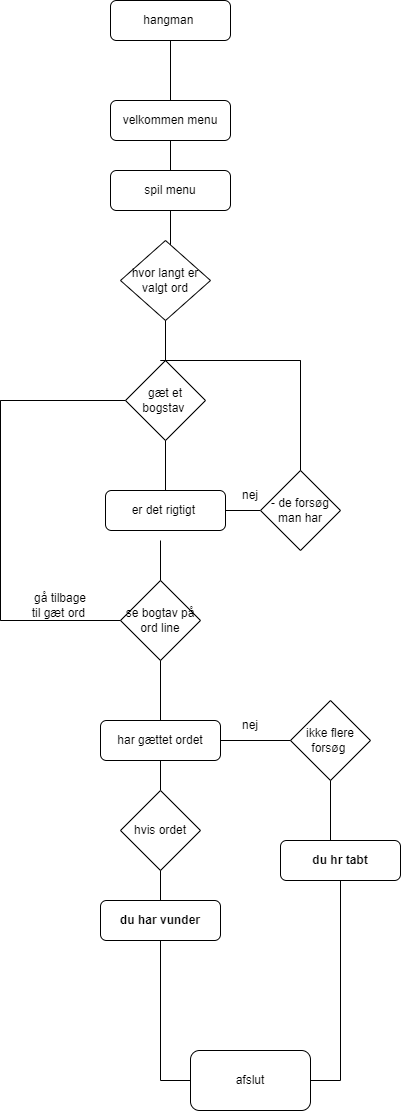 hangman
velkommen menu
spil menu
hvor langt er
valgt ord
gæt et
bogstav
er det rigtigt
nej
- de forsøg
man har
gå tilbage
til gæt ord
se bogtav på
ord line
har gættet ordet
nej
ikke flere
forsøg
hvis ordet
du hr tabt
du har vunder
afslut